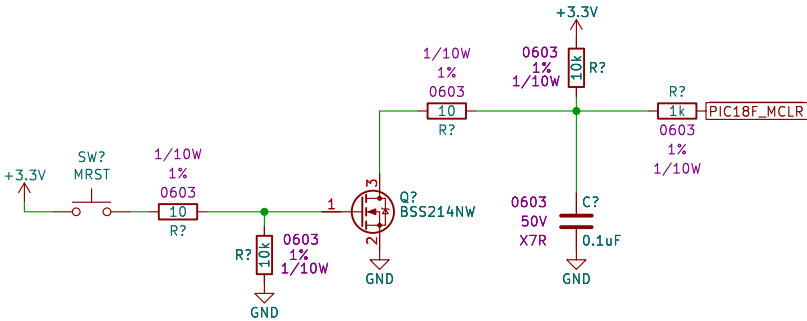 +3.3V
SW?
MRST
1/10W
1%
0603
10
R?
R?
10k
0603
1%
1/10W
GND
1
3
2
Q?
BSS214NW
GND
1/10W
1%
0603
10
R?
+3.3V
0603
1%
1/10W
10k
R?
R?
1k
0603
1%
1/10W
PIC18F_MCLR
0603
50V
X7R
C?
0.1uF
GND